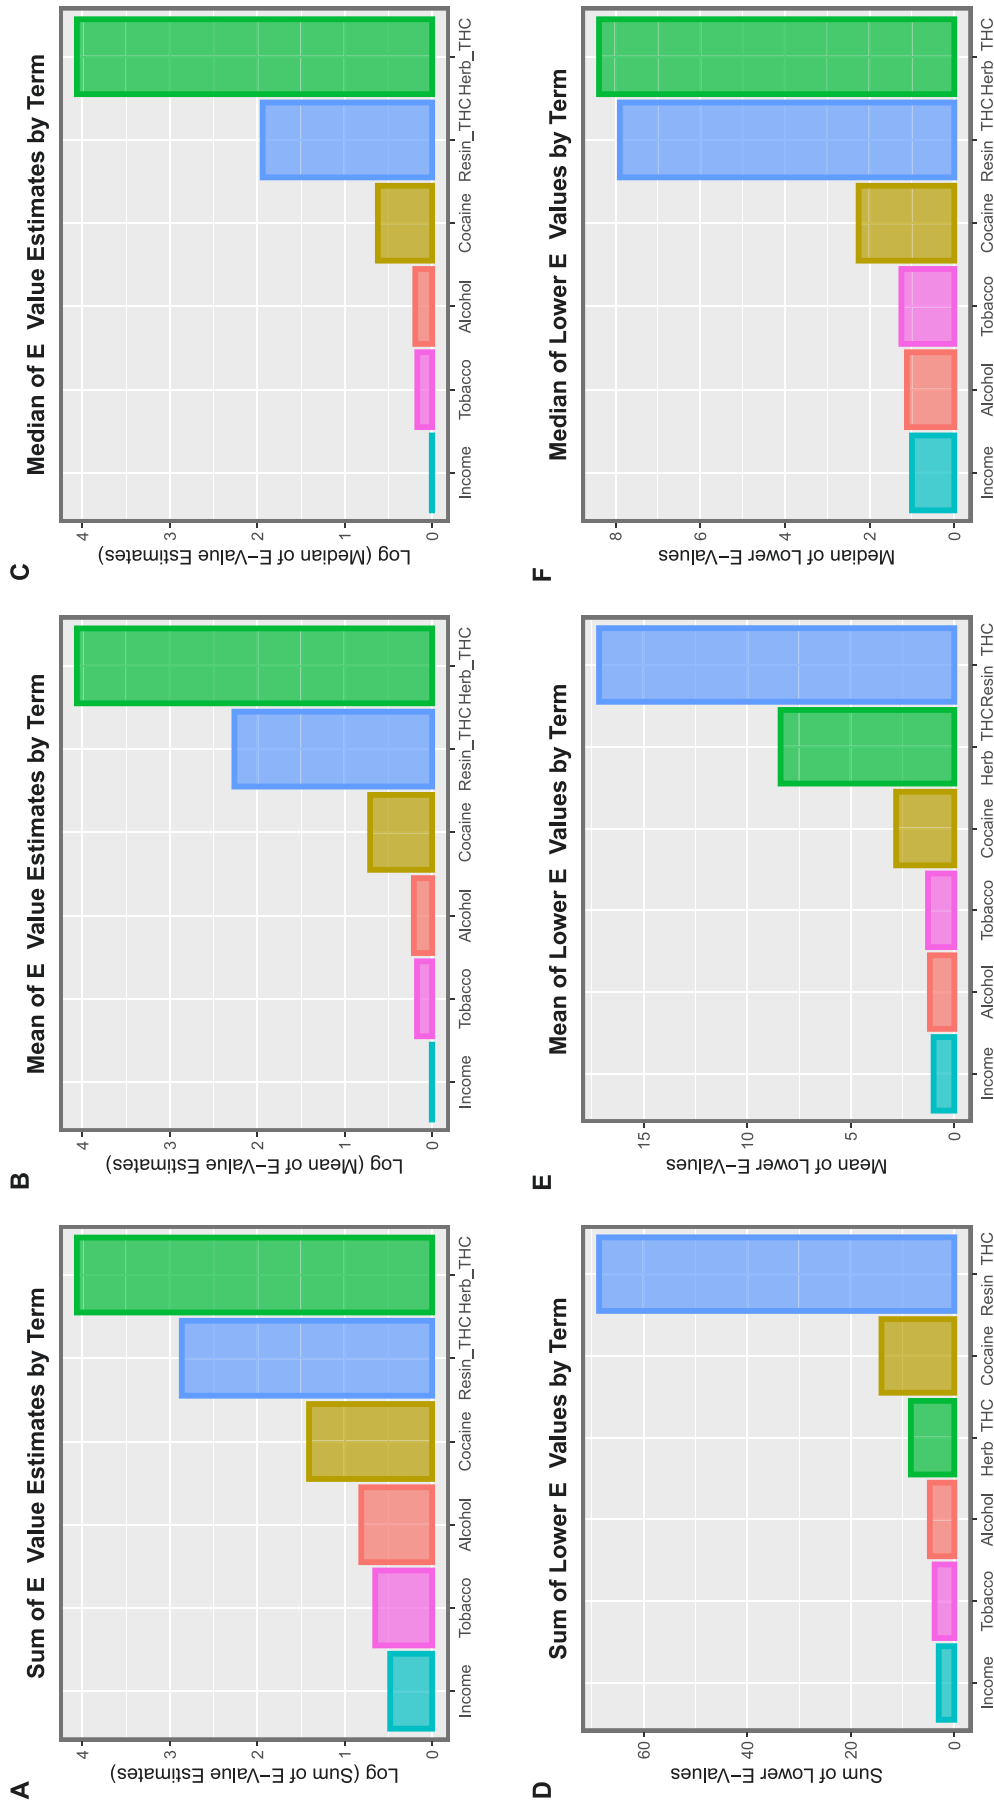 A
Sum of E Value Estimates by Term
Log (Sum of E−Value Estimates)
0
1
2
3
4
Income
Tobacco
Alcohol
Cocaine
Resin_THC
Herb_THC
B
Mean of E Value Estimates by Term
Log (Mean of E−Value Estimates)
0
1
2
3
4
Income
Tobacco
Alcohol
Cocaine
Resin_THC
Herb_THC
C
Median of E Value Estimates by Term
Log (Median of E−Value Estimates)
0
1
2
3
4
Income
Tobacco
Alcohol
Cocaine
Resin_THC
Herb_THC
D
Sum of Lower E Values by Term
Sum of Lower E−Values
0
20
40
60
Income
Tobacco
Alcohol
Herb THC
Cocaine
Resin THC
E
Mean of Lower E Values by Term
Mean of Lower E−Values
0
5
10
15
Income
Alcohol
Tobacco
Cocaine
Herb THC
Resin THC
F
Median of Lower E Values by Term
Median of Lower E−Values
0
2
4
6
8
Income
Alcohol
Tobacco
Cocaine
Resin THC
Herb THC